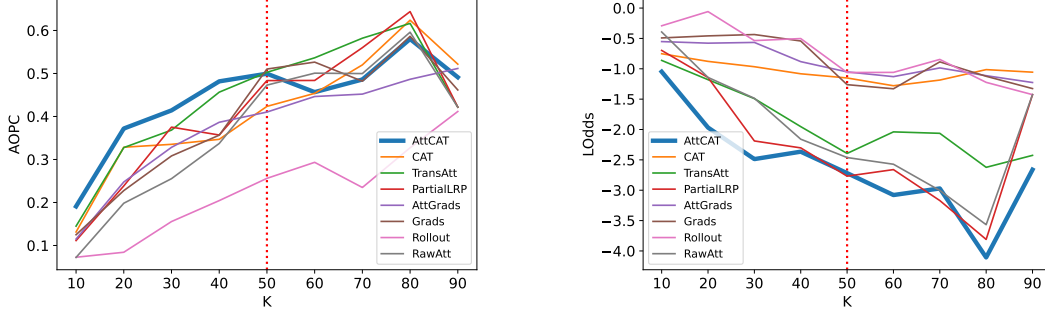 AOPC
0.6
0.5
0.4
0.3
0.2
0.1
AttCAT
CAT
TransAtt
PartialLRP
AttGrads
Grads
Rollout
RawAtt
10 20 30 40 50 60 70 80 90
K
LOdds
0.0
−0.5
−1.0
−1.5
−2.0
−2.5
−3.0
−3.5
−4.0
AttCAT
CAT
TransAtt
PartialLRP
AttGrads
Grads
Rollout
RawAtt
10 20 30 40 50 60 70 80 90
K